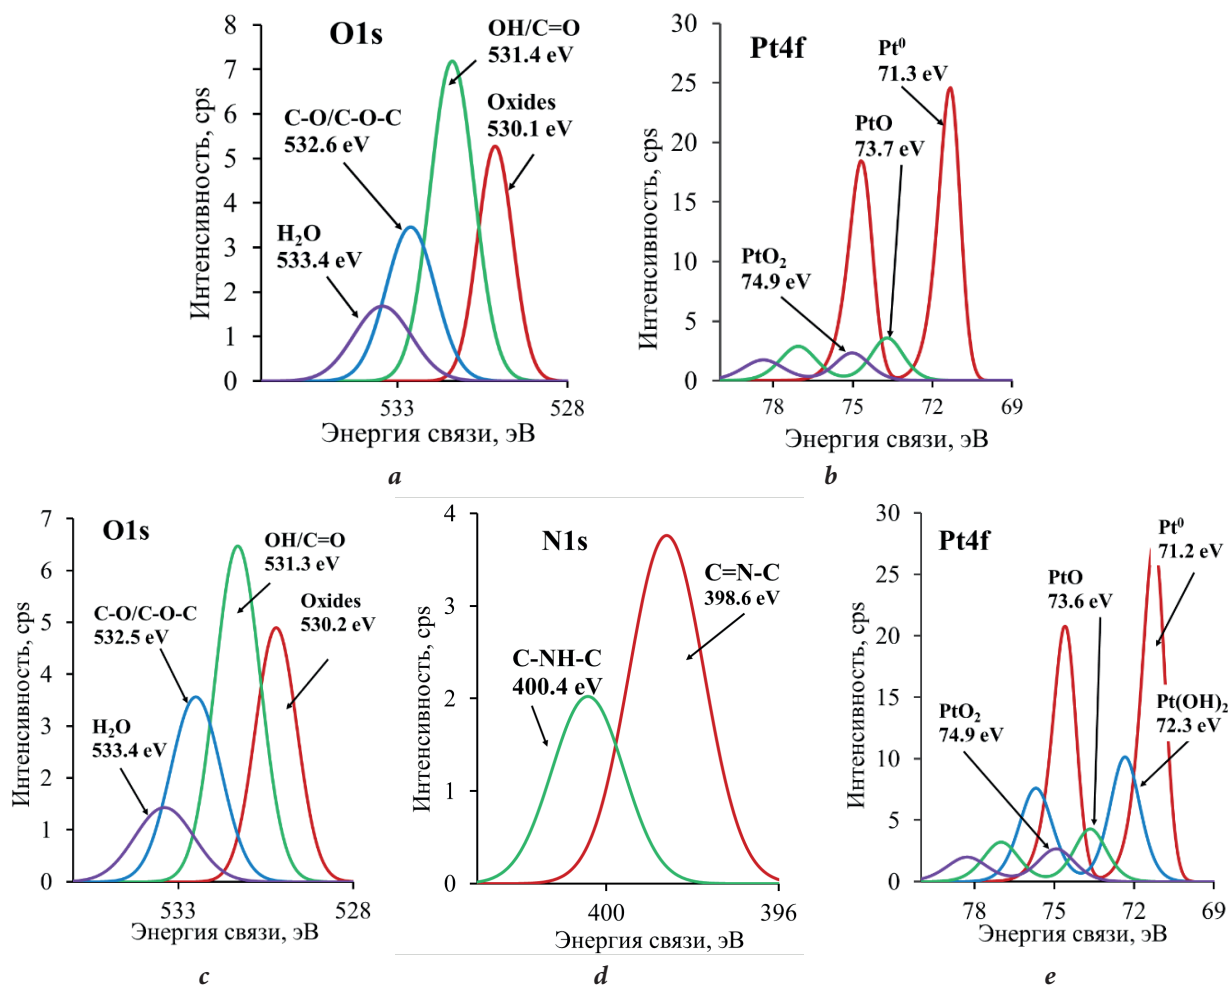 O1s
OH/C=O
531.4 eV
Oxides
530.1 eV
C-O/C-O-C
532.6 eV
H₂O
533.4 eV
Интенсивность, cps
8
7
6
5
4
3
2
1
0
533
528
Энергия связи, эВ
a
Pt4f
Pt⁰
71.3 eV
PtO
73.7 eV
PtO₂
74.9 eV
Интенсивность, cps
30
25
20
15
10
5
0
78
75
72
69
Энергия связи, эВ
b
O1s
OH/C=O
531.3 eV
Oxides
530.2 eV
C-O/C-O-C
532.5 eV
H₂O
533.4 eV
Интенсивность, cps
7
6
5
4
3
2
1
0
533
528
Энергия связи, эВ
c
N1s
C=N-C
398.6 eV
C-NH-C
400.4 eV
Интенсивность, cps
4
3
2
1
0
400
396
Энергия связи, эВ
d
Pt4f
Pt⁰
71.2 eV
PtO
73.6 eV
Pt(OH)₂
72.3 eV
PtO₂
74.9 eV
Интенсивность, cps
30
25
20
15
10
5
0
78
75
72
69
Энергия связи, эВ
e